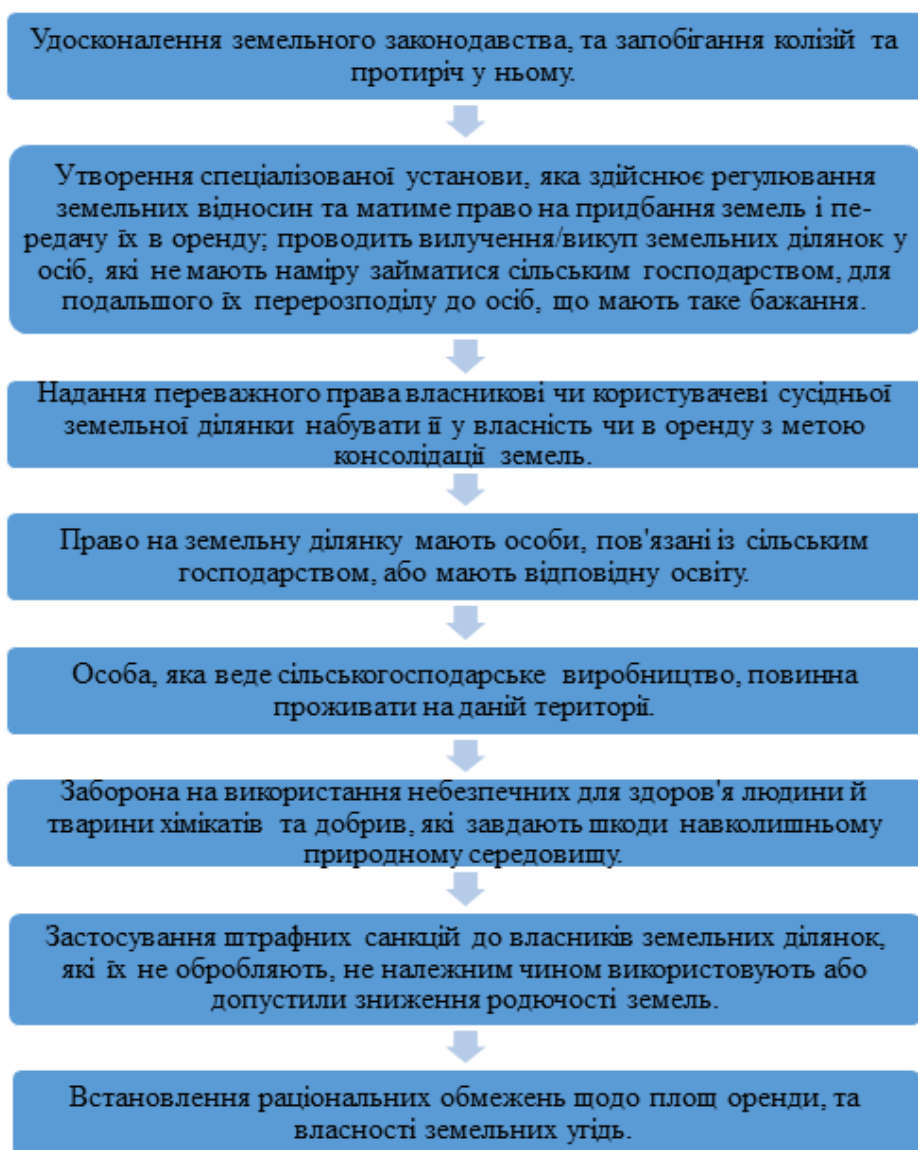 Удосконалення земельного законодавства, та запобігання колізій та
протиріч у ньому.
Утворення спеціалізованої установи, яка здійснює регулювання
земельних відносин та матиме право на придбання земель і пе-
редачу їх в оренду; проводить вилучення/викуп земельних ділянок у
осіб, які не мають наміру займатися сільським господарством, для
подальшого їх перерозподілу до осіб, що мають таке бажання.
Надання переважного права власникові чи користувачеві сусідньої
земельної ділянки набувати її у власність чи в оренду з метою
консолідації земель.
Право на земельну ділянку мають особи, пов'язані із сільським
господарством, або мають відповідну освіту.
Особа, яка веде сільськогосподарське виробництво, повинна
проживати на даній території.
Заборона на використання небезпечних для здоров'я людини й
тварини хімікатів та добрив, які завдають шкоди навколишньому
природному середовищу.
Застосування штрафних санкцій до власників земельних ділянок,
які їх не обробляють, не належним чином використовують або
допустили зниження родючості земель.
Встановлення раціональних обмежень щодо площ оренди, та
власності земельних угідь.